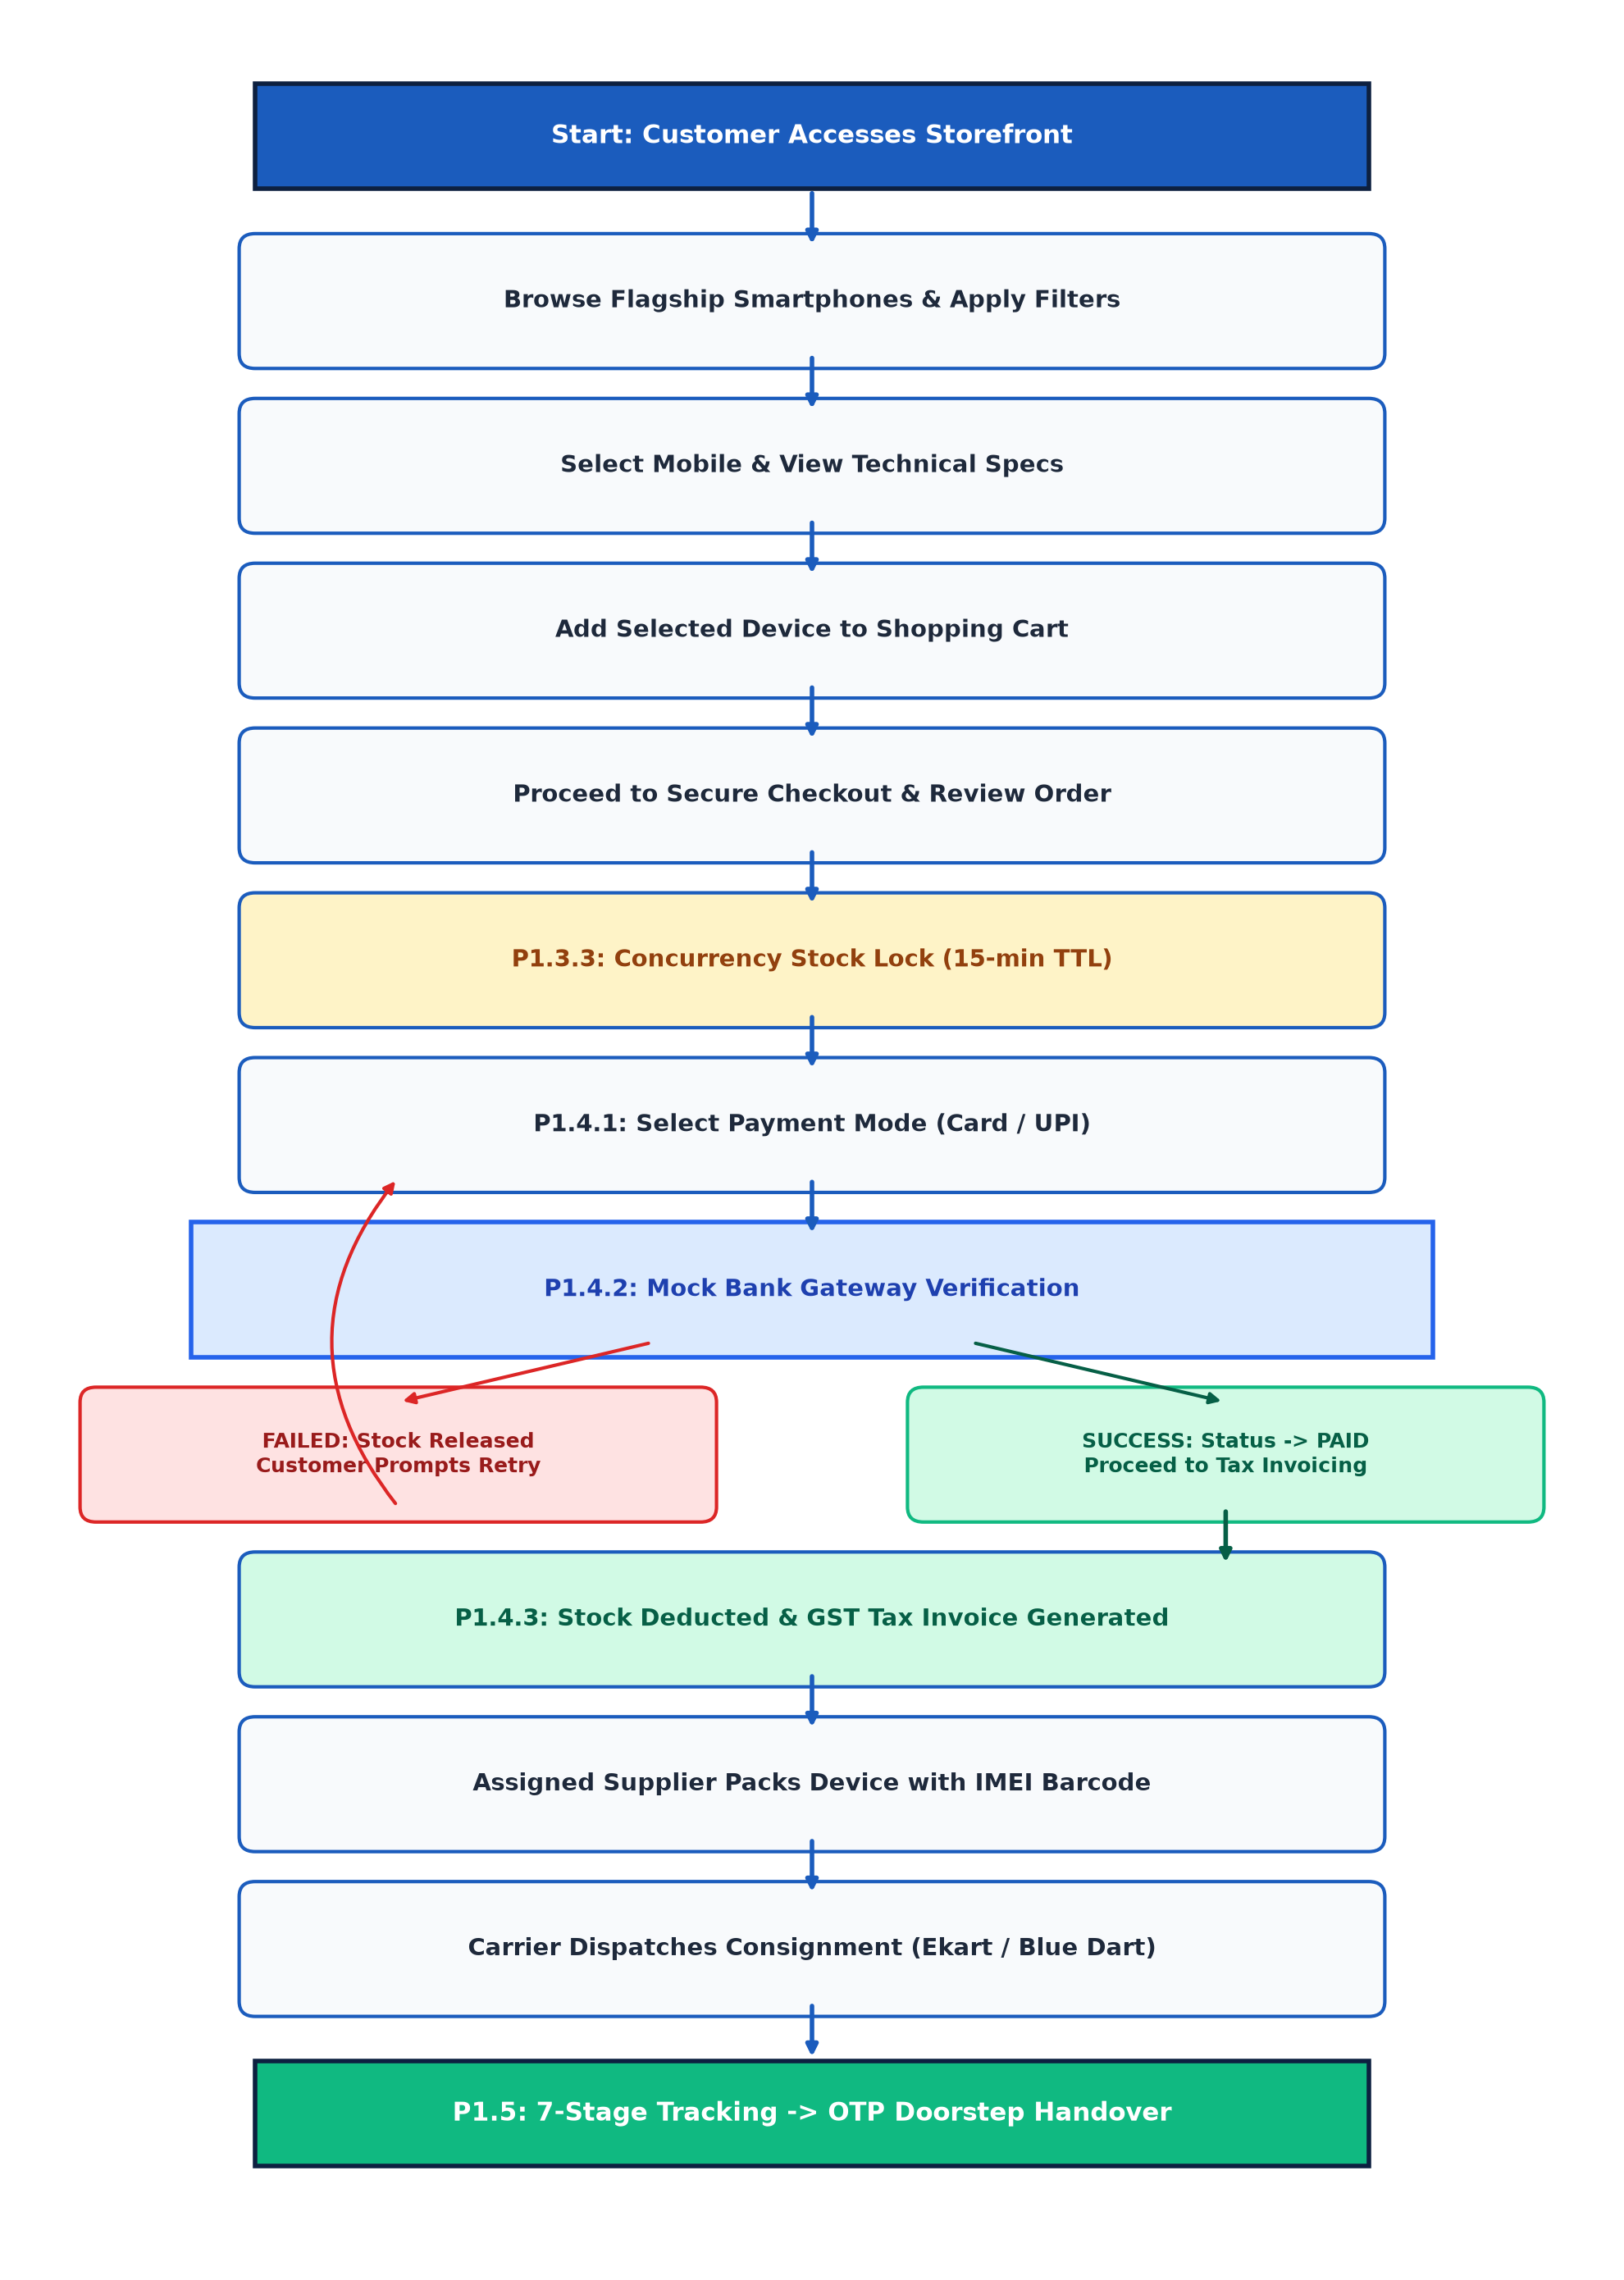 Start: Customer Accesses Storefront
Browse Flagship Smartphones & Apply Filters
Select Mobile & View Technical Specs
Add Selected Device to Shopping Cart
Proceed to Secure Checkout & Review Order
P1.3.3: Concurrency Stock Lock (15-min TTL)
P1.4.1: Select Payment Mode (Card / UPI)
P1.4.2: Mock Bank Gateway Verification
FAILED: Stock Released
Customer Prompts Retry
SUCCESS: Status -> PAID
Proceed to Tax Invoicing
P1.4.3: Stock Deducted & GST Tax Invoice Generated
Assigned Supplier Packs Device with IMEI Barcode
Carrier Dispatches Consignment (Ekart / Blue Dart)
P1.5: 7-Stage Tracking -> OTP Doorstep Handover